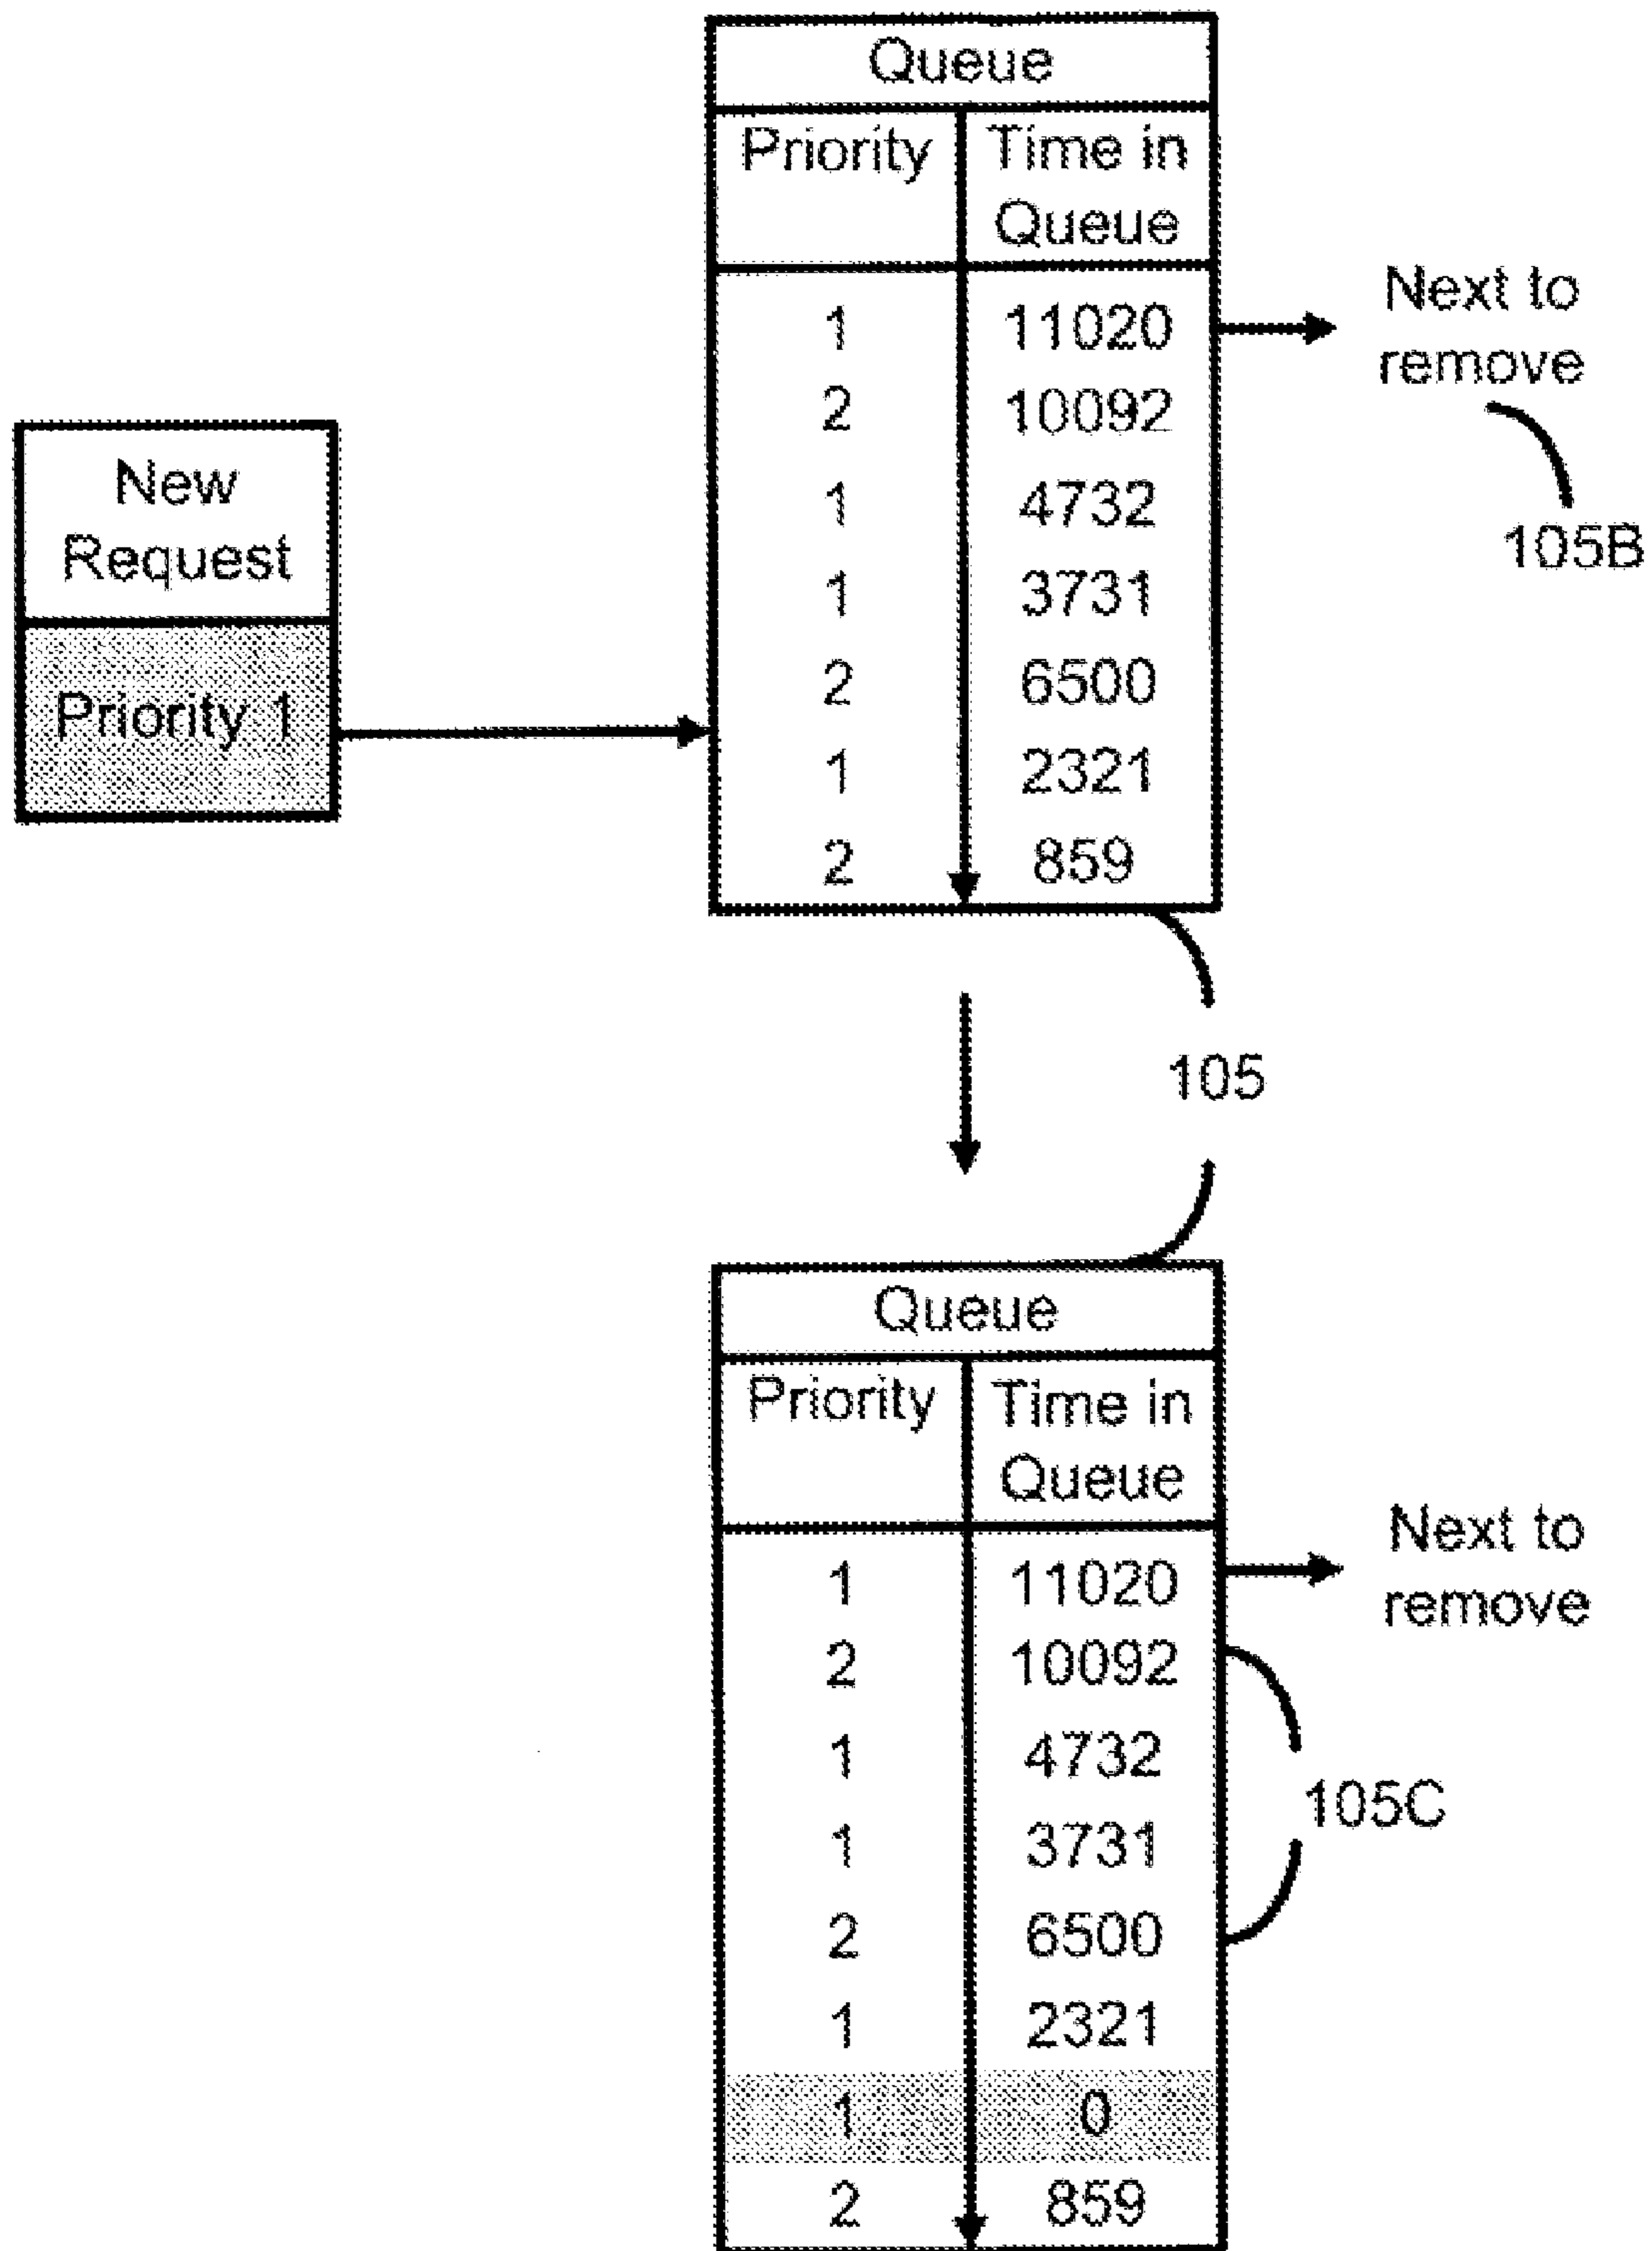 Queue
Priority Time in
Queue
1 11020
2 10092
1 4732
1 3731
2 6500
1 2321
2 859
Next to
remove
105B
New
Request
Priority 1
105
Queue
Priority Time in
Queue
1 11020
2 10092
1 4732
1 3731
2 6500
1 2321
1 0
2 859
Next to
remove
105C